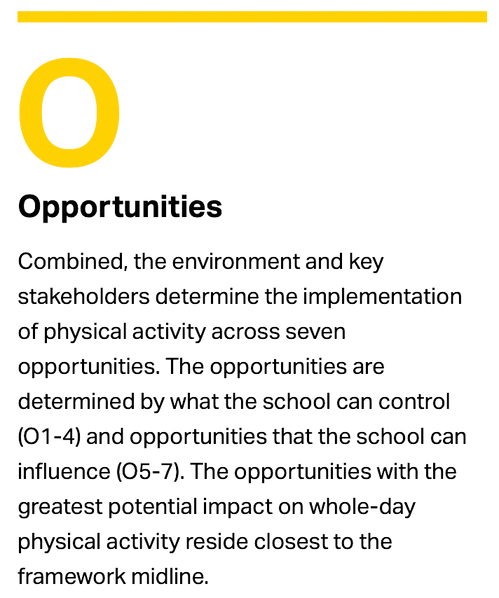 O
Opportunities
Combined, the environment and key
stakeholders determine the implementation
of physical activity across seven
opportunities. The opportunities are
determined by what the school can control
(O1-4) and opportunities that the school can
influence (O5-7). The opportunities with the
greatest potential impact on whole-day
physical activity reside closest to the
framework midline.